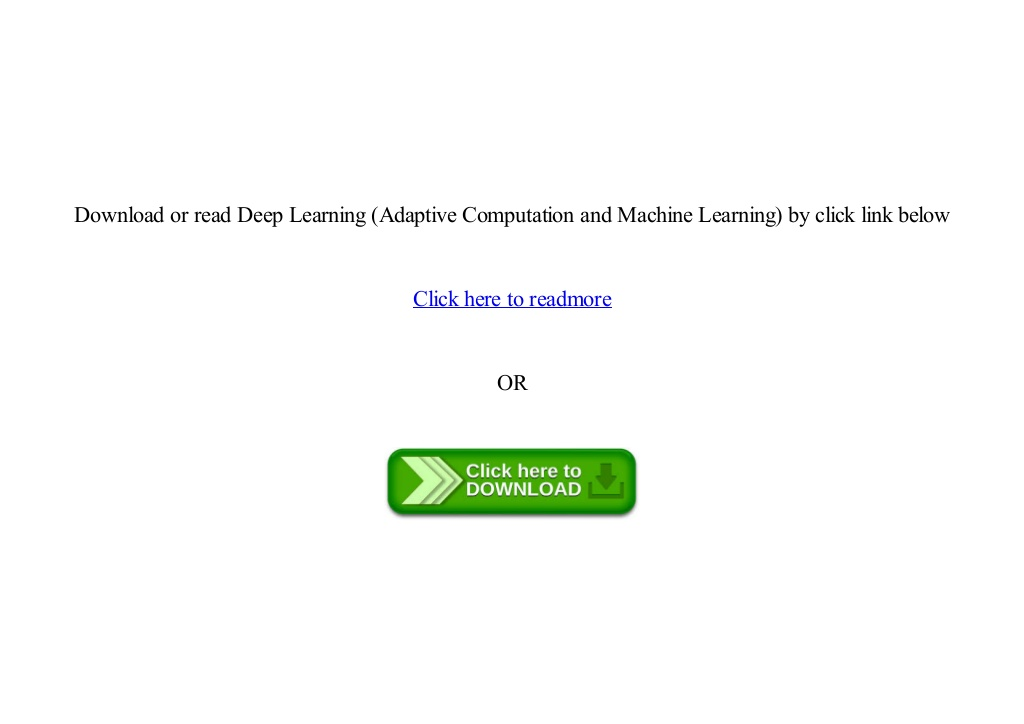 Download or read Deep Learning (Adaptive Computation and Machine Learning) by click link below
Click here to readmore
OR
Click here to
DOWNLOAD